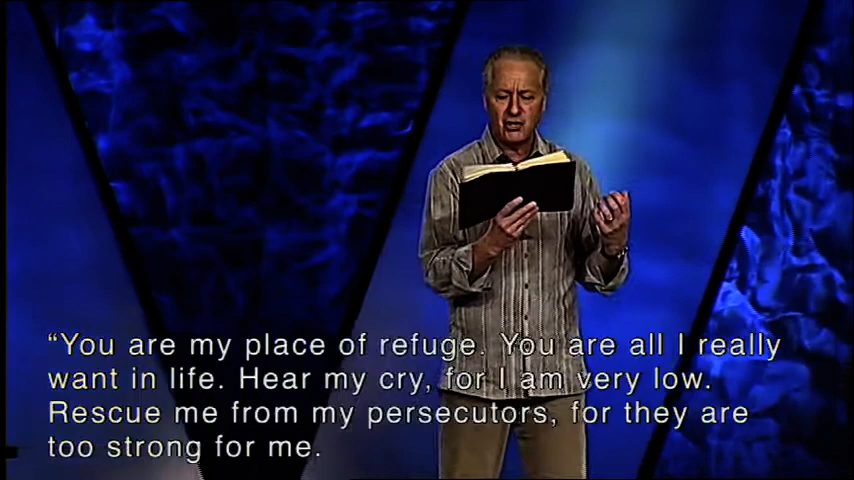 “You are my place of refuge. You are all I really
want in life. Hear my cry, for I am very low.
Rescue me from my persecutors, for they are
too strong for me.